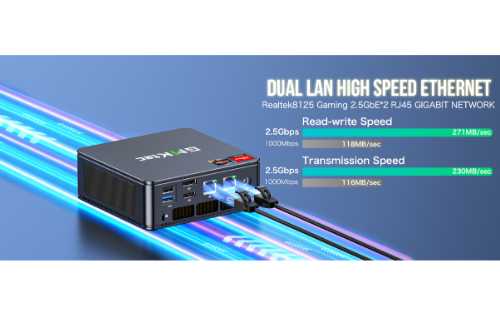 DUAL LAN HIGH SPEED ETHERNET
Realtek8125 Gaming 2.5GbE*2 RJ45 GIGABIT NETWORK
Read-write Speed
2.5Gbps 271MB/sec
1000Mbps 118MB/sec
Transmission Speed
2.5Gbps 230MB/sec
1000Mbps 116MB/sec
GMKtec